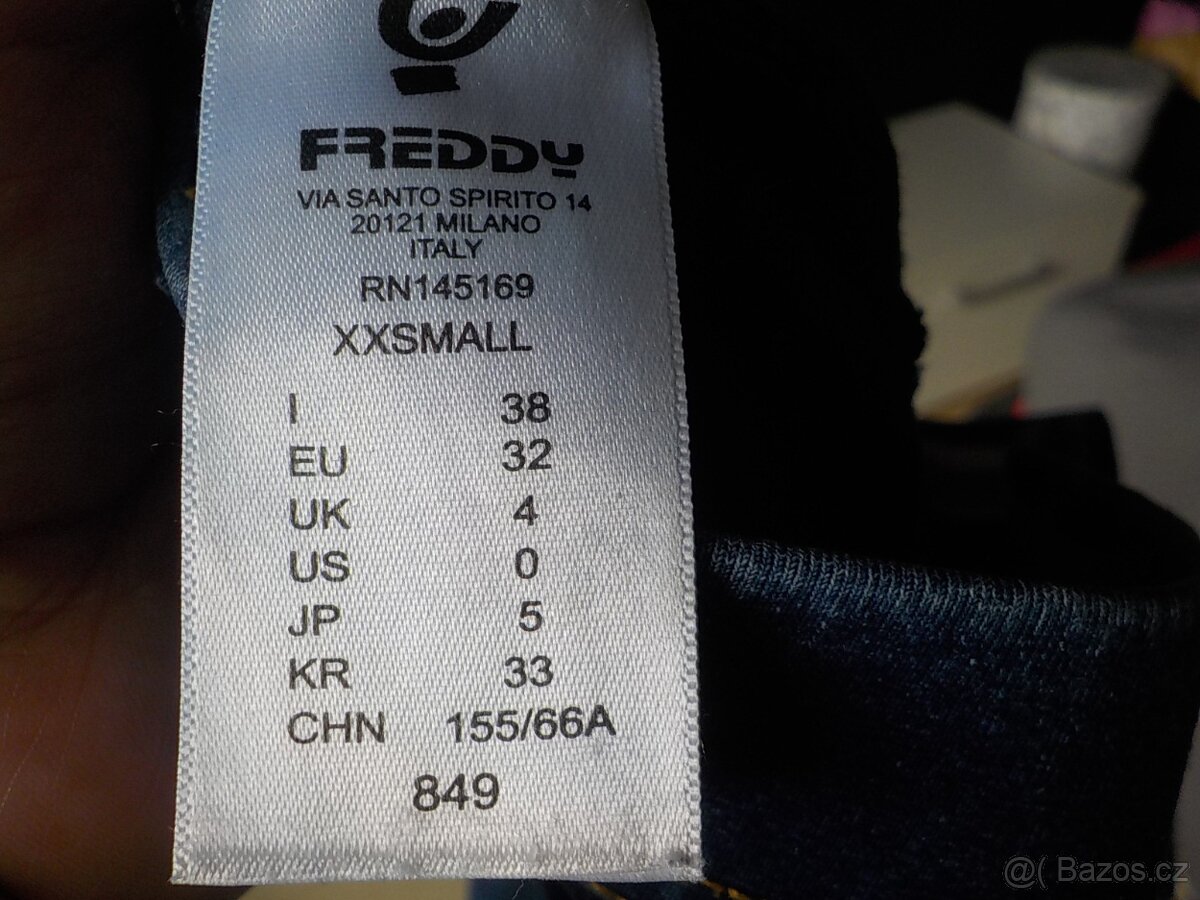 FREDDY
VIA SANTO SPIRITO 14
20121 MILANO
ITALY
RN145169
XXSMALL
I 38
EU 32
UK 4
US 0
JP 5
KR 33
CHN 155/66A
849
@( Bazos.cz